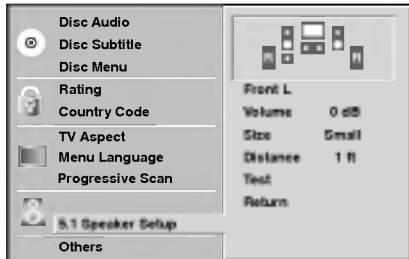 Disc Audio
Disc Subtitle
Disc Menu
Rating
Country Code
TV Aspect
Menu Language
Progressive Scan
5.1 Speaker Setup
Others
Front L
Volume 0 dB
Size Small
Distance 1 ft
Test
Return